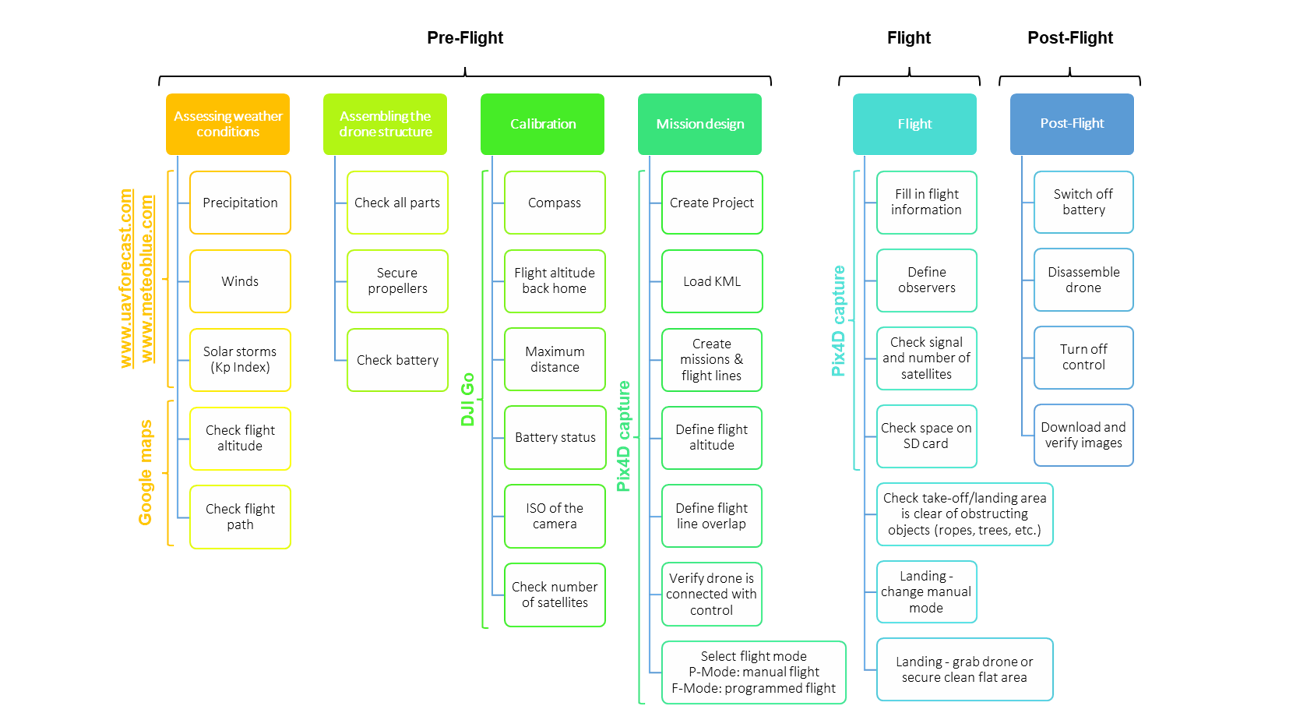 Pre-Flight
Flight
Post-Flight
Assessing weather
conditions
www.uavforecast.com
www.meteoblue.com
Precipitation
Winds
Solar storms
(Kp Index)
Google maps
Check flight
altitude
Check flight
path
Assembling the
drone structure
Check all parts
Secure
propellers
Check battery
Calibration
DJI Go
Compass
Flight altitude
back home
Maximum
distance
Battery status
ISO of the
camera
Check number
of satellites
Mission design
Pix4D capture
Create Project
Load KML
Create
missions &
flight lines
Define flight
altitude
Define flight
line overlap
Verify drone is
connected with
control
Select flight mode
P-Mode: manual flight
F-Mode: programmed flight
Flight
Pix4D capture
Fill in flight
information
Define
observers
Check signal
and number of
satellites
Check space on
SD card
Check take-off/landing area
is clear of obstructing
objects (ropes, trees, etc.)
Landing -
change manual
mode
Landing - grab drone or
secure clean flat area
Post-Flight
Switch off
battery
Disassemble
drone
Turn off
control
Download and
verify images